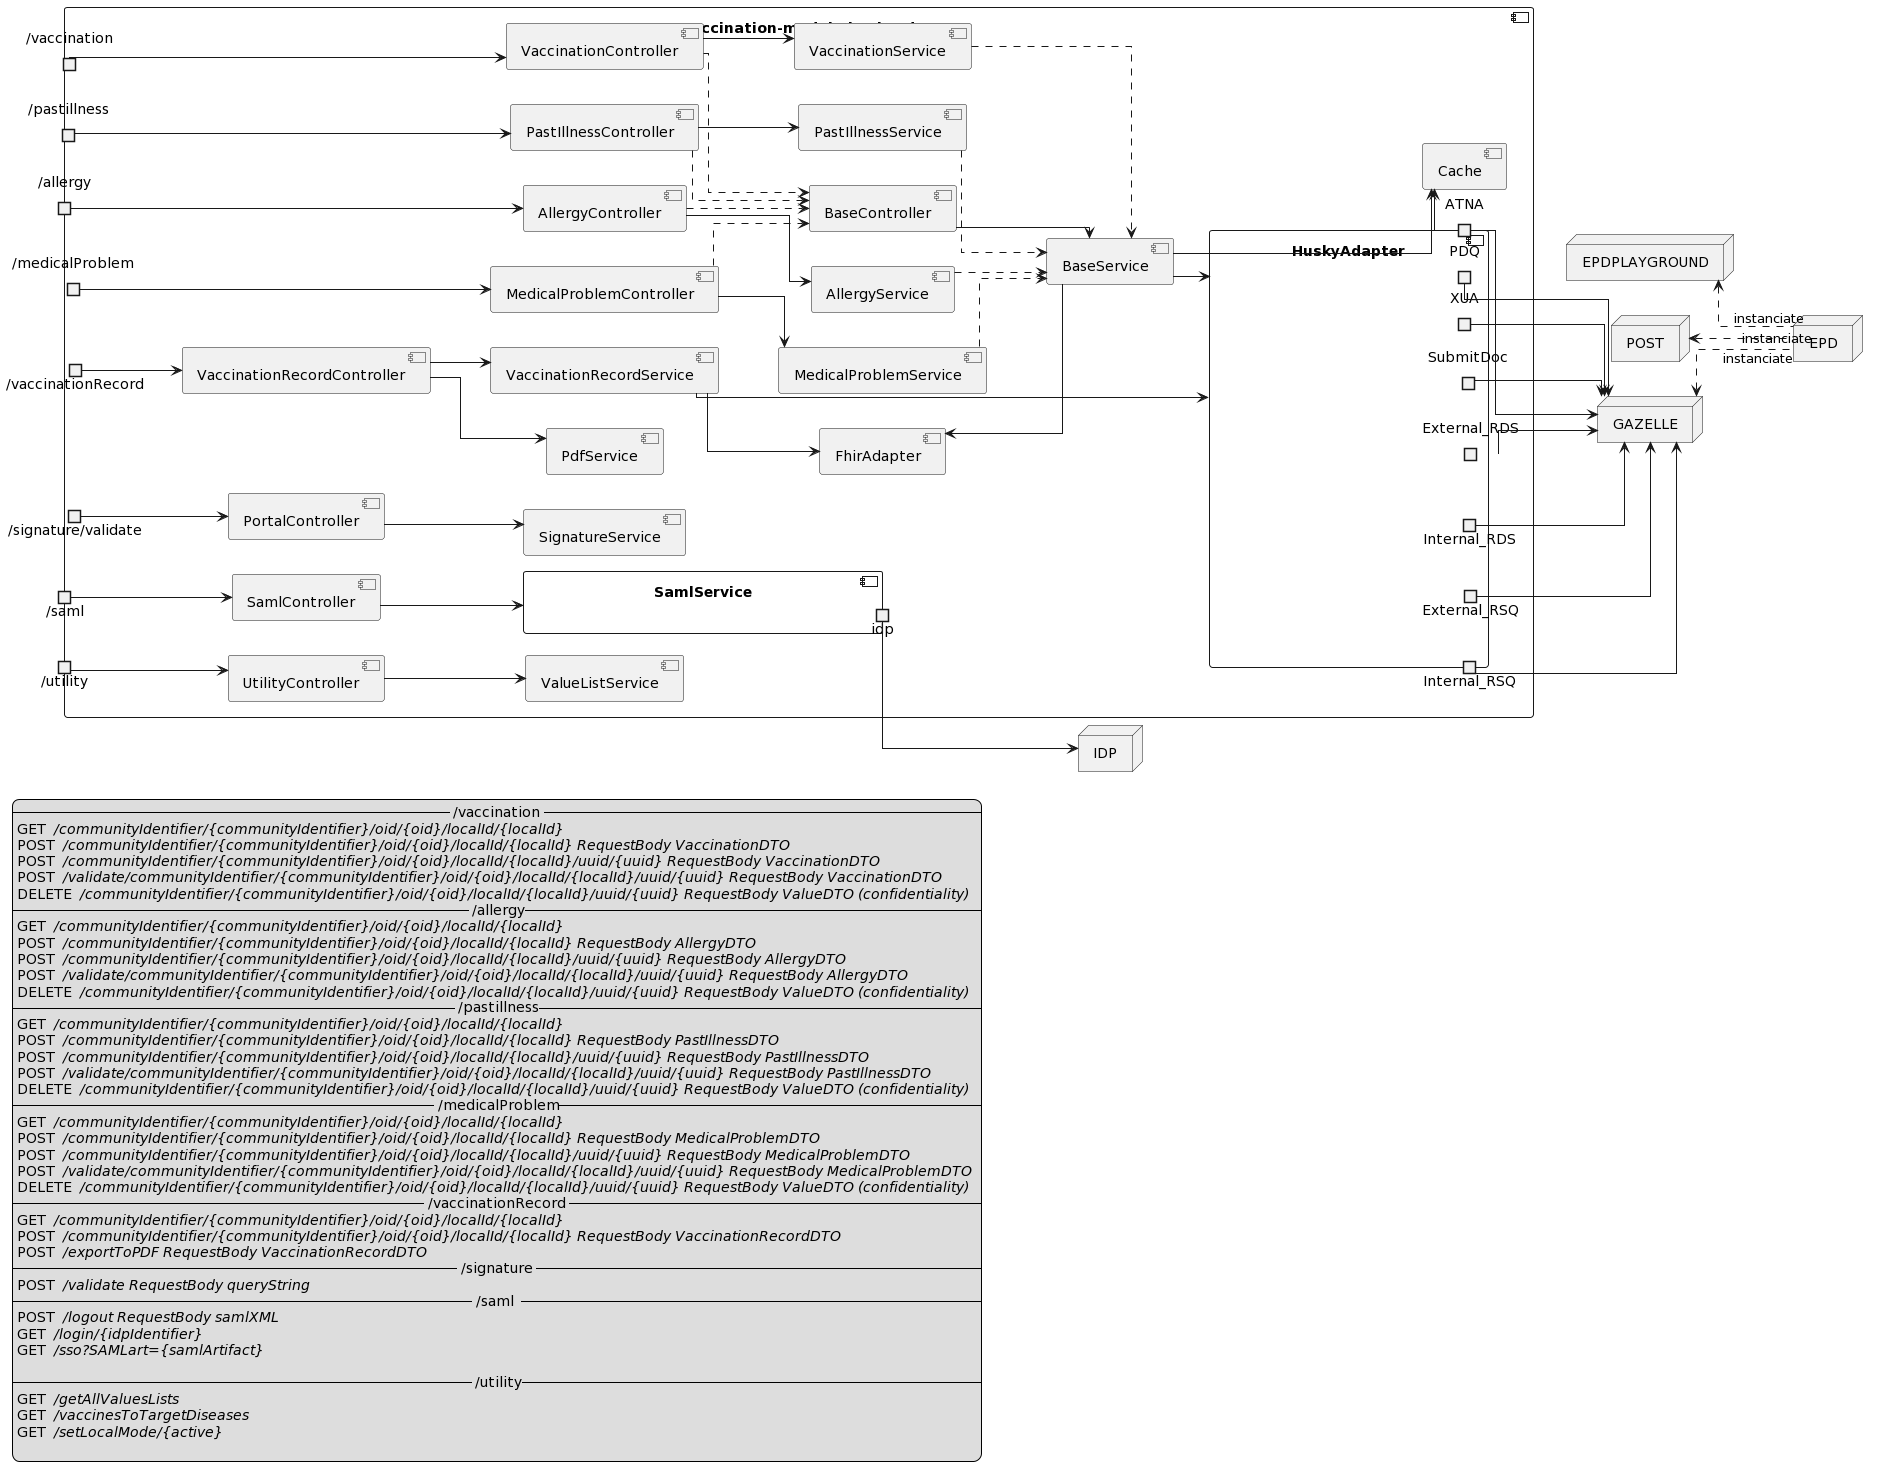 /vaccination
VaccinationController
VaccinationService
/pastillness
PastIllnessController
PastIllnessService
Cache
/allergy
AllergyController
BaseController
ATNA
HuskyAdapter
PDQ
EPDPLAYGROUND
/medicalProblem
MedicalProblemController
AllergyService
BaseService
XUA
instanciate
POST
instanciate
EPD
instanciate
SubmitDoc
/vaccinationRecord
VaccinationRecordController
VaccinationRecordService
MedicalProblemService
External_RDS
GAZELLE
PdfService
FhirAdapter
/signature/validate
PortalController
SignatureService
Internal_RDS
/saml
SamlController
SamlService
idp
External_RSQ
/utility
UtilityController
ValueListService
Internal_RSQ
IDP
/vaccination
GET /communityIdentifier/{communityIdentifier}/oid/{oid}/localId/{localId}
POST /communityIdentifier/{communityIdentifier}/oid/{oid}/localId/{localId} RequestBody VaccinationDTO
POST /communityIdentifier/{communityIdentifier}/oid/{oid}/localId/{localId}/uuid/{uuid} RequestBody VaccinationDTO
POST /validate/communityIdentifier/{communityIdentifier}/oid/{oid}/localId/{localId}/uuid/{uuid} RequestBody VaccinationDTO
DELETE /communityIdentifier/{communityIdentifier}/oid/{oid}/localId/{localId}/uuid/{uuid} RequestBody ValueDTO (confidentiality)
/allergy
GET /communityIdentifier/{communityIdentifier}/oid/{oid}/localId/{localId}
POST /communityIdentifier/{communityIdentifier}/oid/{oid}/localId/{localId} RequestBody AllergyDTO
POST /communityIdentifier/{communityIdentifier}/oid/{oid}/localId/{localId}/uuid/{uuid} RequestBody AllergyDTO
POST /validate/communityIdentifier/{communityIdentifier}/oid/{oid}/localId/{localId}/uuid/{uuid} RequestBody AllergyDTO
DELETE /communityIdentifier/{communityIdentifier}/oid/{oid}/localId/{localId}/uuid/{uuid} RequestBody ValueDTO (confidentiality)
/pastillness
GET /communityIdentifier/{communityIdentifier}/oid/{oid}/localId/{localId}
POST /communityIdentifier/{communityIdentifier}/oid/{oid}/localId/{localId} RequestBody PastIllnessDTO
POST /communityIdentifier/{communityIdentifier}/oid/{oid}/localId/{localId}/uuid/{uuid} RequestBody PastIllnessDTO
POST /validate/communityIdentifier/{communityIdentifier}/oid/{oid}/localId/{localId}/uuid/{uuid} RequestBody PastIllnessDTO
DELETE /communityIdentifier/{communityIdentifier}/oid/{oid}/localId/{localId}/uuid/{uuid} RequestBody ValueDTO (confidentiality)
/medicalProblem
GET /communityIdentifier/{communityIdentifier}/oid/{oid}/localId/{localId}
POST /communityIdentifier/{communityIdentifier}/oid/{oid}/localId/{localId} RequestBody MedicalProblemDTO
POST /communityIdentifier/{communityIdentifier}/oid/{oid}/localId/{localId}/uuid/{uuid} RequestBody MedicalProblemDTO
POST /validate/communityIdentifier/{communityIdentifier}/oid/{oid}/localId/{localId}/uuid/{uuid} RequestBody MedicalProblemDTO
DELETE /communityIdentifier/{communityIdentifier}/oid/{oid}/localId/{localId}/uuid/{uuid} RequestBody ValueDTO (confidentiality)
/vaccinationRecord
GET /communityIdentifier/{communityIdentifier}/oid/{oid}/localId/{localId}
POST /communityIdentifier/{communityIdentifier}/oid/{oid}/localId/{localId} RequestBody VaccinationRecordDTO
POST /exportToPDF RequestBody VaccinationRecordDTO
/signature
POST /validate RequestBody queryString
/saml
POST /logout RequestBody samlXML
GET /login/{idpIdentifier}
GET /sso?SAMLart={samlArtifact}
/utility
GET /getAllValuesLists
GET /vaccinesToTargetDiseases
GET /setLocalMode/{active}